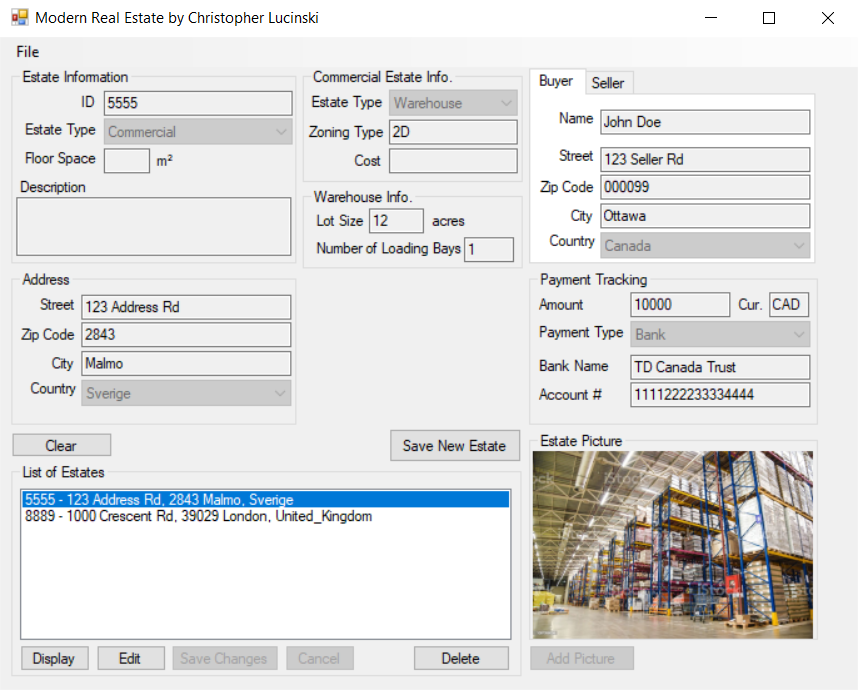 Modern Real Estate by Christopher Lucinski
File
Estate Information
ID 5555
Estate Type Commercial
Floor Space m²
Description
Commercial Estate Info.
Estate Type Warehouse
Zoning Type 2D
Cost
Warehouse Info.
Lot Size 12 acres
Number of Loading Bays 1
Buyer Seller
Name John Doe
Street 123 Seller Rd
Zip Code 000099
City Ottawa
Country Canada
Address
Street 123 Address Rd
Zip Code 2843
City Malmo
Country Sverige
Payment Tracking
Amount 10000 Cur. CAD
Payment Type Bank
Bank Name TD Canada Trust
Account # 1111222233334444
Clear
Save New Estate
List of Estates
5555 - 123 Address Rd, 2843 Malmo, Sverige
8889 - 1000 Crescent Rd, 39029 London, United_Kingdom
Display Edit Save Changes Cancel Delete
Estate Picture
Add Picture